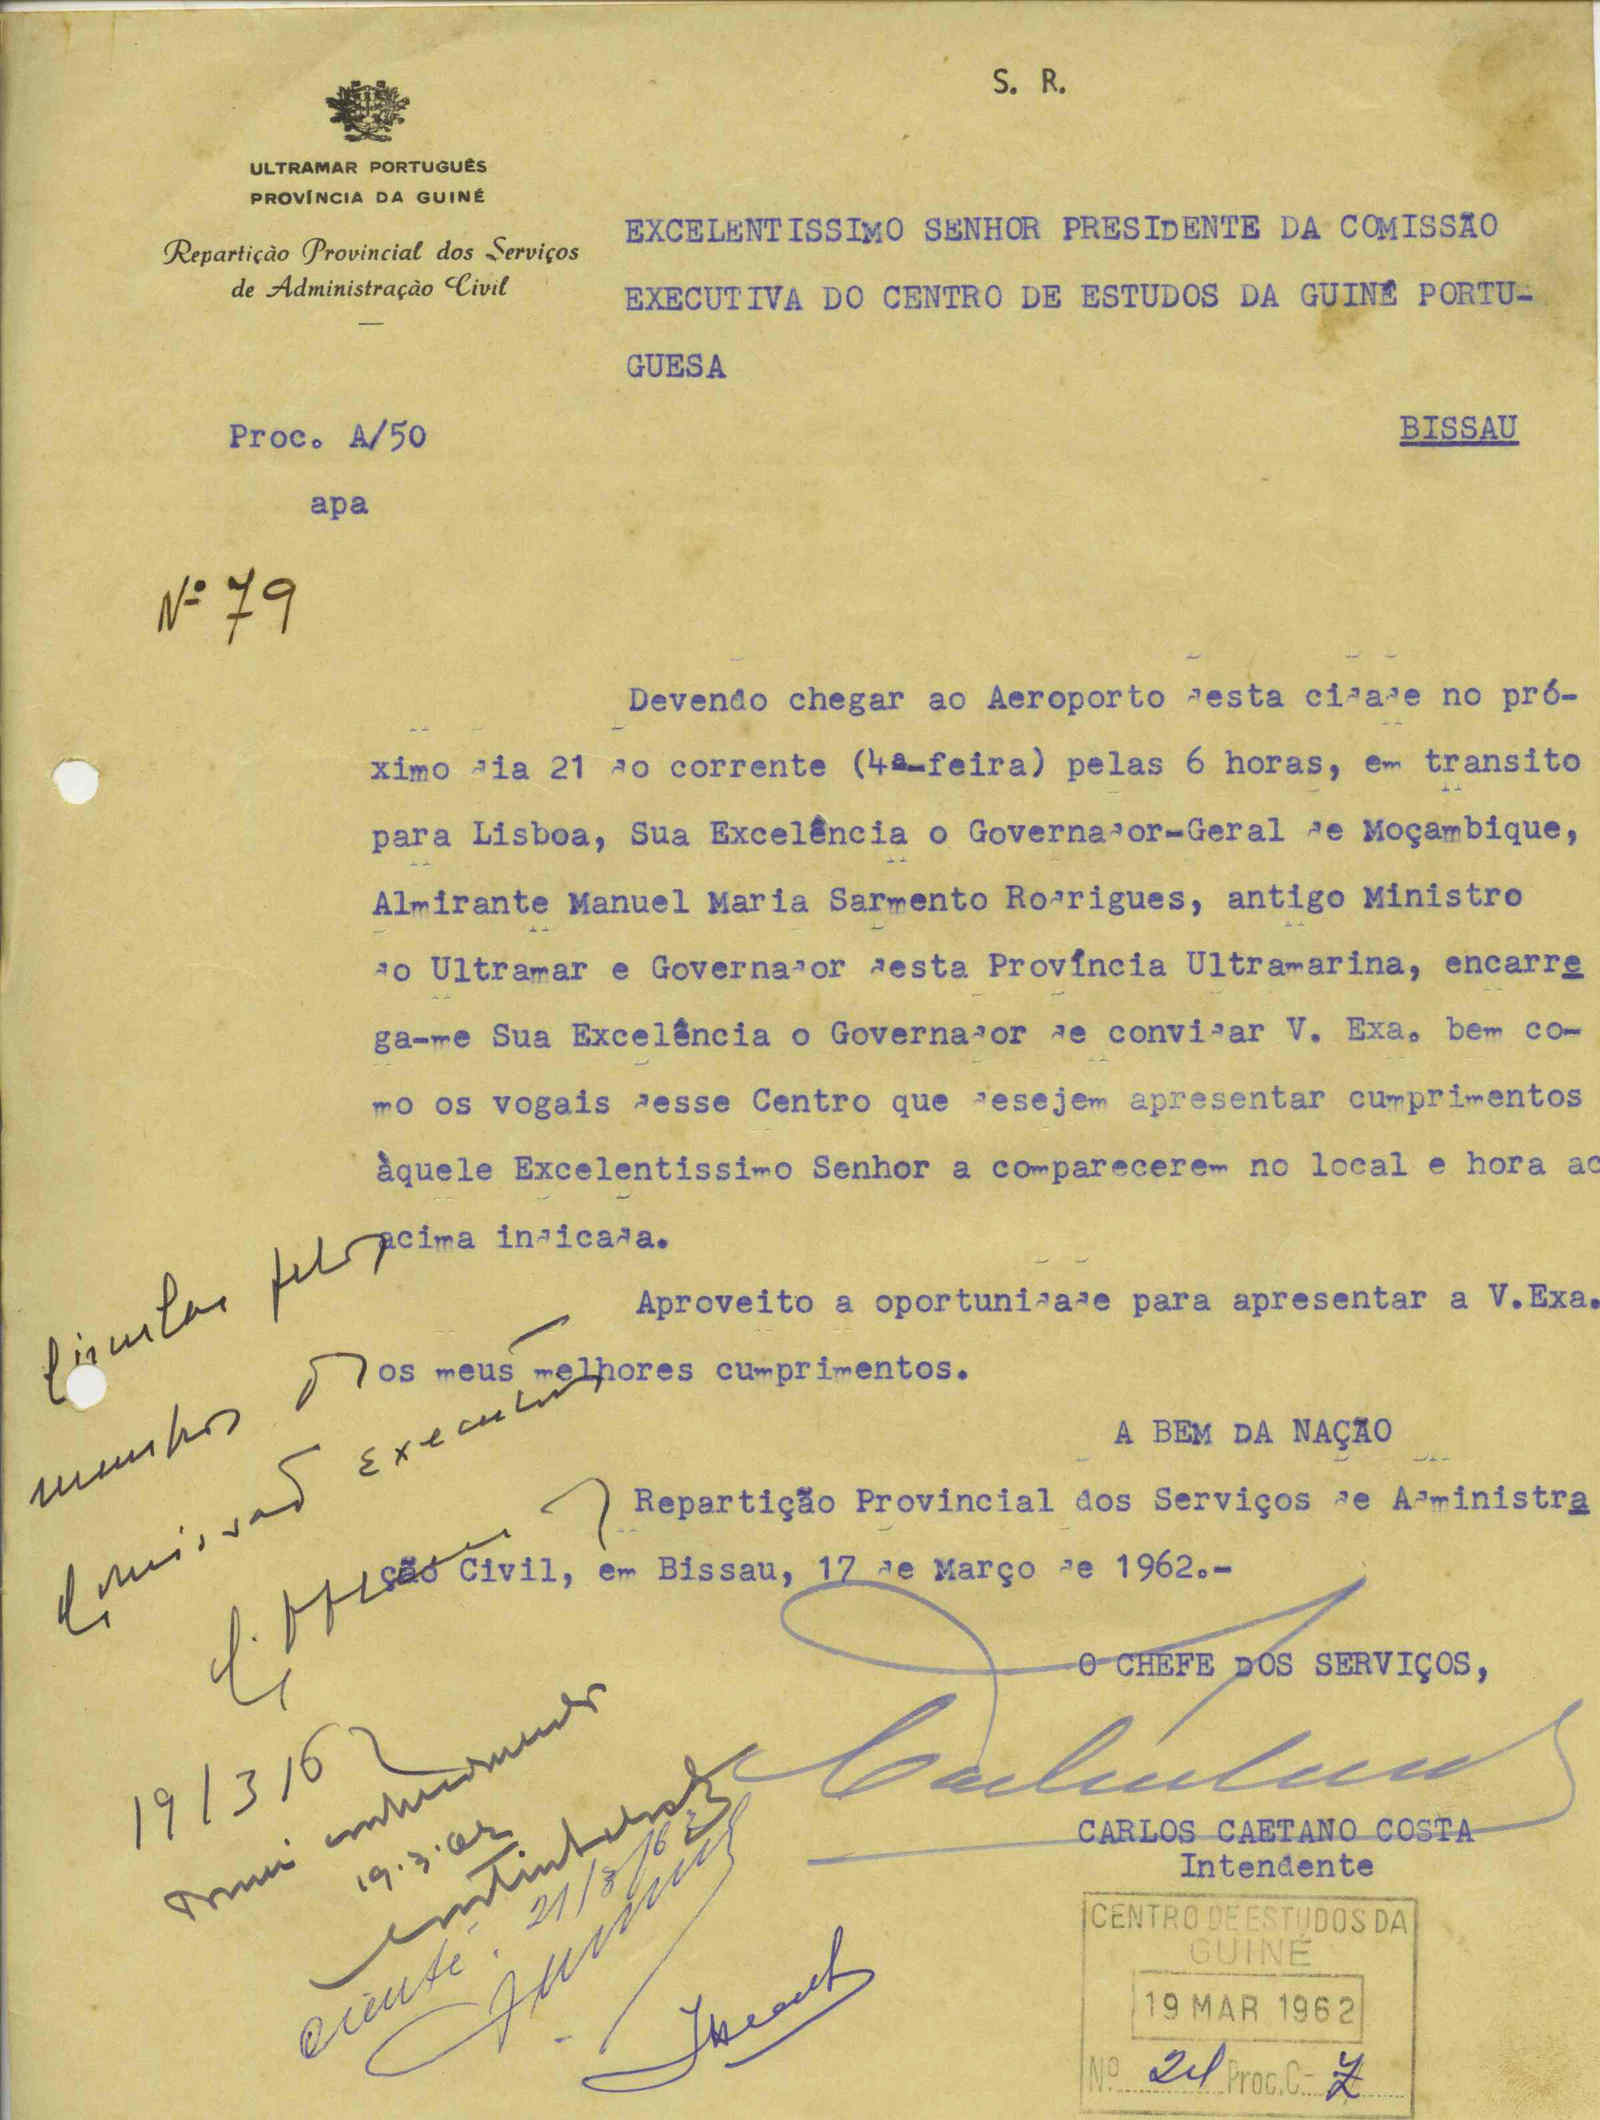 S. R.
ULTRAMAR PORTUGUÊS
PROVÍNCIA DA GUINÉ
Repartição Provincial dos Serviços
de Administração Civil
EXCELENTISSIMO SENHOR PRESIDENTE DA COMISSÃO
EXECUTIVA DO CENTRO DE ESTUDOS DA GUINÉ PORTU-
GUESA
BISSAU
Proc. A/50
apa
Nº 79
Devendo chegar ao Aeroporto desta cidade no pró-
ximo dia 21 do corrente (4ª-feira) pelas 6 horas, em transito
para Lisboa, Sua Excelência o Governador-Geral de Moçambique,
Almirante Manuel Maria Sarmento Rodrigues, antigo Ministro
do Ultramar e Governador desta Província Ultramarina, encarre
ga-me Sua Excelência o Governador de convidar V. Exa. bem co-
mo os vogais desse Centro que desejem apresentar cumprimentos
àquele Excelentissimo Senhor a comparecerem no local e hora ac
acima indicada.
Aproveito a oportunidade para apresentar a V.Exa.
os meus melhores cumprimentos.
A BEM DA NAÇÃO
Repartição Provincial dos Serviços de Administra
ção Civil, em Bissau, 17 de Março de 1962.-
O CHEFE DOS SERVIÇOS,
CARLOS CAETANO COSTA
Intendente
Circular pelos
membros da
Comissão Executiva
19/3/62
19.3.62
ciente. 21/3/62
CENTRO DE ESTUDOS DA
GUINÉ
19 MAR 1962
Nº 24 Proc. C-7